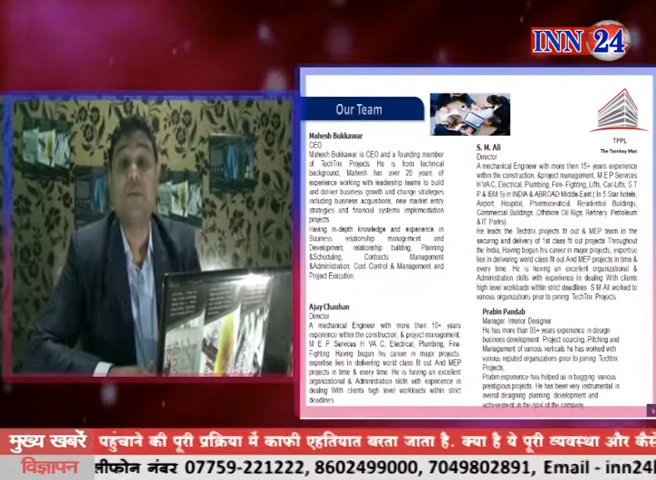 INN 24
Our Team
TPPL
The Turnkey Man
Mahesh Bukkawar
CEO
Mahesh Bukkawar is CEO and a founding member
of TechTrix Projects. He is from technical
background, Mahesh has over 20 years of
experience working with leadership teams to build
and deliver business growth and change strategies
including business acquisitions, new market entry
strategies and financial systems implementation
projects.
Having in-depth knowledge and experience in
Business relationship management and
Development, relationship building, Planning
&Scheduling, Contracts Management
&Administration, Cost Control & Management and
Project Execution.
Ajay Chauhan
Director
A mechanical Engineer with more then 10+ years
experience within the construction, & project management.
M E P Services H VA C, Electrical, Plumbing, Fire-
Fighting. Having began his career in major projects,
expertise lies in delivering world class fit out And MEP
projects in time & every time. He is having an excellent
organizational & Administration skills with experience in
dealing With clients high level workloads within strict
deadlines
S. M. Ali
Director
A mechanical Engineer with more then 15+ years experience
within the construction, &project management, M E P Services
H VA C, Electrical, Plumbing, Fire- Fighting, Lifts, Car-Lifts, S T
P & IBM 5) in INDIA & ABROAD Middle-East ) In 5 Star hotels,
Airport, Hospital, Pharmaceutical, Residential Buildings,
Commercial Buildings ,Offshore Oil Rigs, Refinery Petroleum
& IT Parks)
He leads the Techtrix projects fit out & MEP team in the
securing and delivery of 1st class fit out projects Throughout
the India, Having began his career in major projects, expertise
lies in delivering world class fit out And MEP projects in time &
every time. He is having an excellent organizational &
Administration skills with experience in dealing With clients
high level workloads within strict deadlines. S.M Ali worked to
various organizations prior to joining TechTrix Projects.
Prabin Pandab
Manager: Interior Designer
He has more than 05+ years experience in design
business development, Project sourcing, Pitching and
Management of various verticals he has worked with
various reputed organizations prior to joining Techtrix
Projects,
Prabin experience has helped us in bagging various
prestigious projects. He has been very instrumental in
overall designing planning, development and
achievement in the goal of the company
मुख्य खबरें पहुंचाने की पूरी प्रक्रिया में काफी एहतियात बरता जाता है. क्या है ये पूरी व्यवस्था और कैसे
विज्ञापन लीफोन नंबर 07759-221222, 8602499000, 7049802891, Email - inn24